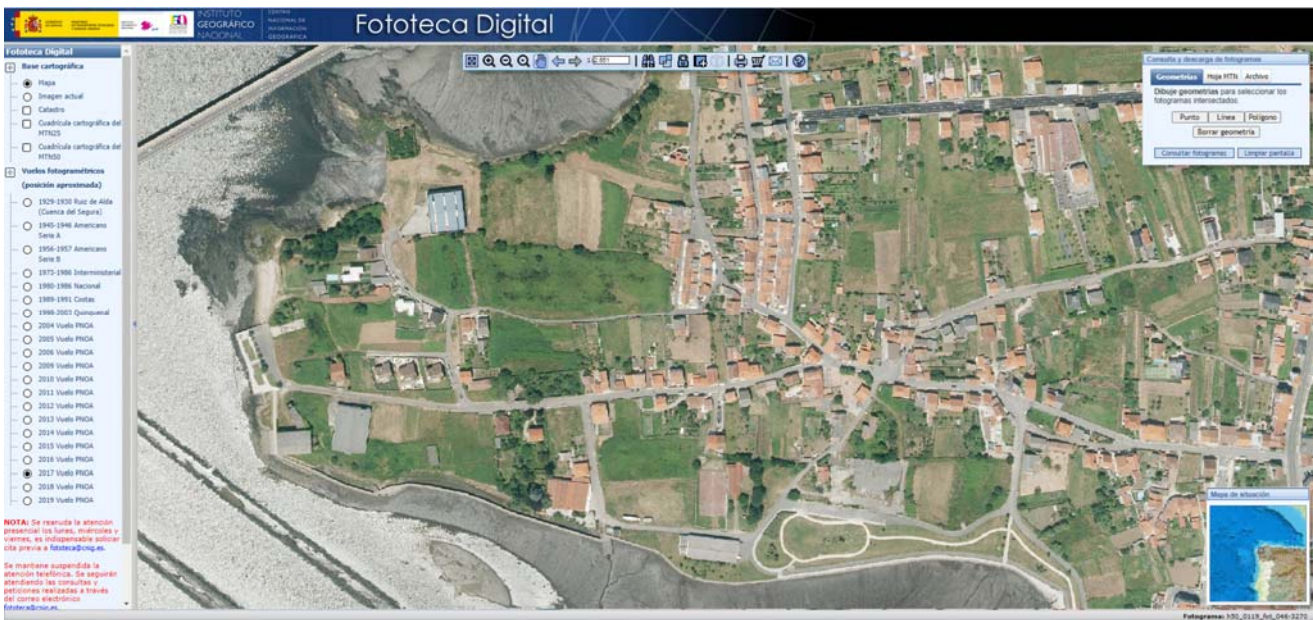 INSTITUTO
GEOGRÁFICO
NACIONAL
CENTRO
NACIONAL DE
INFORMACIÓN
GEOGRÁFICA
Fototeca Digital
Fototeca Digital
Base cartográfica
Mapa
Imagen actual
Catastro
Cuadrícula cartográfica del
MTN25
Cuadrícula cartográfica del
MTN50
Vuelos fotogramétricos
(posición aproximada)
1929-1930 Ruiz de Alda
(Cuenca del Segura)
1945-1946 Americano
Serie A
1956-1957 Americano
Serie B
1973-1986 Interministerial
1980-1986 Nacional
1989-1991 Costas
1998-2003 Quinquenal
2004 Vuelo PNOA
2005 Vuelo PNOA
2006 Vuelo PNOA
2009 Vuelo PNOA
2010 Vuelo PNOA
2011 Vuelo PNOA
2012 Vuelo PNOA
2013 Vuelo PNOA
2014 Vuelo PNOA
2015 Vuelo PNOA
2016 Vuelo PNOA
2017 Vuelo PNOA
2018 Vuelo PNOA
2019 Vuelo PNOA
NOTA: Se reanuda la atención
presencial los lunes, miércoles y
viernes, es indispensable solicitar
cita previa a fototeca@cnig.es.
Se mantiene suspendida la
atención telefónica. Se seguirán
atendiendo las consultas y
peticiones realizadas a través
del correo electrónico
fototeca@cnig.es.
Consulta y descarga de fotogramas
Geometrías Hoja MTN Archivo
Dibuje geometrías para seleccionar los
fotogramas intersectados
Punto Línea Polígono
Borrar geometría
Consultar fotogramas Limpiar pantalla
Mapa de situación
Fotograma: h50_0119_fot_046-3270